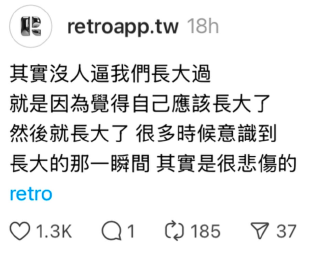 retroapp.tw 18h
其實沒人逼我們長大過
就是因為覺得自己應該長大了
然後就長大了 很多時候意識到
長大的那一瞬間 其實是很悲傷的
retro
1.3K 1 185 37